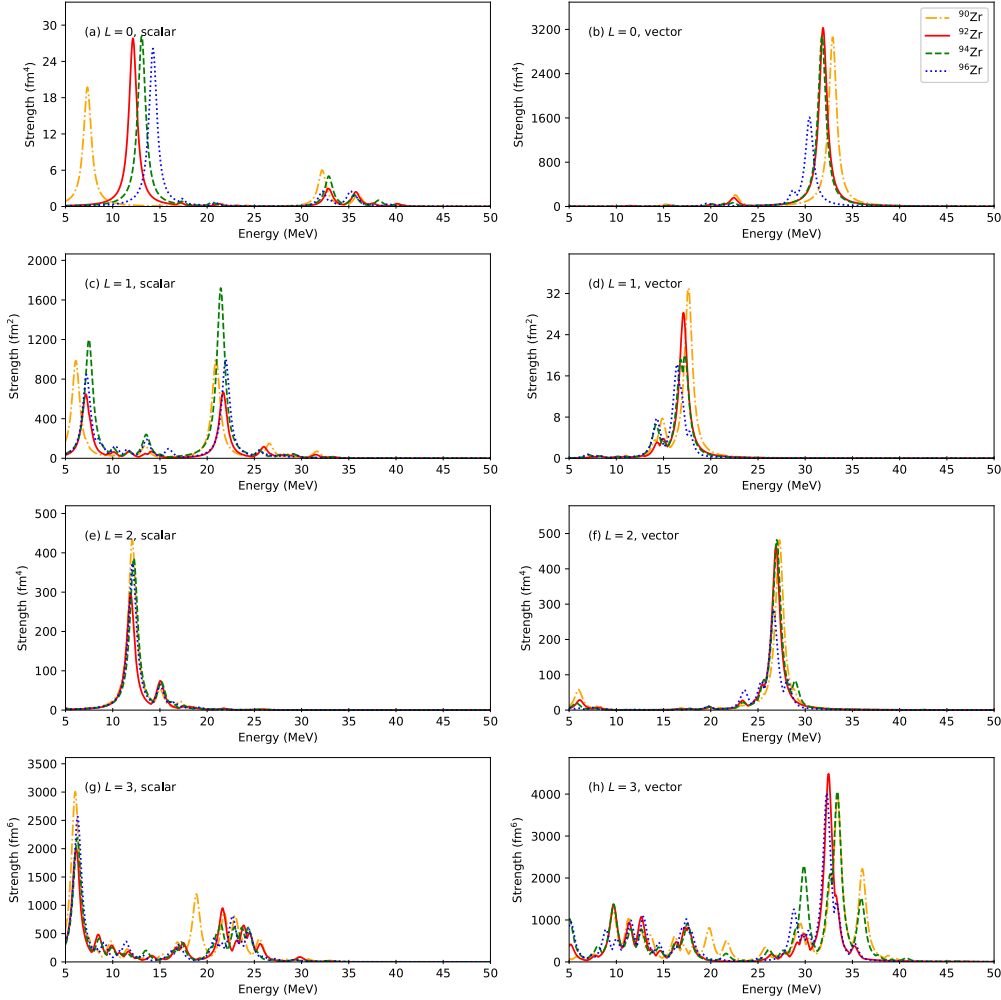 (a) L = 0, scalar
Strength (fm⁴)
30
24
18
12
6
0
5 10 15 20 25 30 35 40 45 50
Energy (MeV)
(b) L = 0, vector
⁹⁰Zr
⁹²Zr
⁹⁴Zr
⁹⁶Zr
Strength (fm⁴)
3200
2400
1600
800
0
5 10 15 20 25 30 35 40 45 50
Energy (MeV)
(c) L = 1, scalar
Strength (fm²)
2000
1600
1200
800
400
0
5 10 15 20 25 30 35 40 45 50
Energy (MeV)
(d) L = 1, vector
Strength (fm²)
32
24
16
8
0
5 10 15 20 25 30 35 40 45 50
Energy (MeV)
(e) L = 2, scalar
Strength (fm⁴)
500
400
300
200
100
0
5 10 15 20 25 30 35 40 45 50
Energy (MeV)
(f) L = 2, vector
Strength (fm⁴)
500
400
300
200
100
0
5 10 15 20 25 30 35 40 45 50
Energy (MeV)
(g) L = 3, scalar
Strength (fm⁶)
3500
3000
2500
2000
1500
1000
500
0
5 10 15 20 25 30 35 40 45 50
Energy (MeV)
(h) L = 3, vector
Strength (fm⁶)
4000
3000
2000
1000
0
5 10 15 20 25 30 35 40 45 50
Energy (MeV)